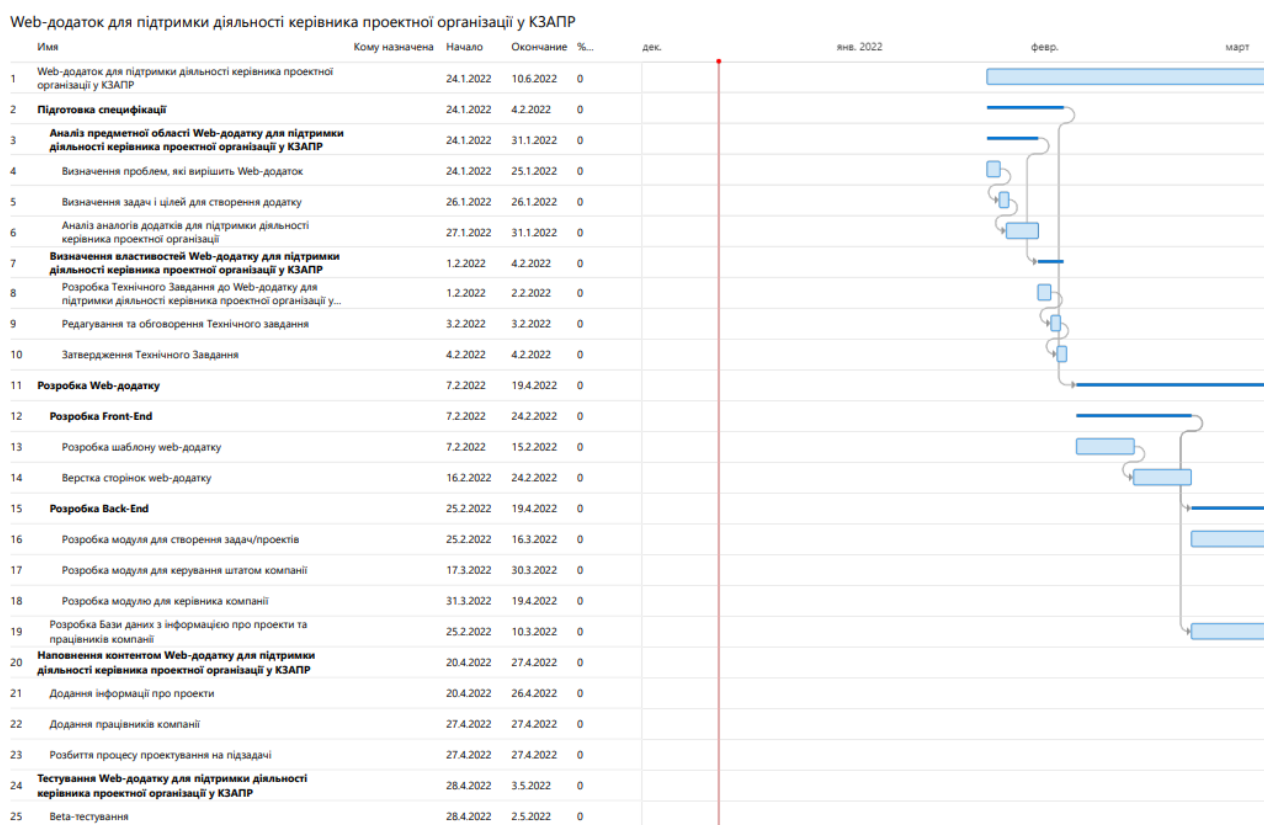 Web-додаток для підтримки діяльності керівника проектної організації у КЗАПР
Имя Кому назначена Начало Окончание %... дек. янв. 2022 февр. март
1 Web-додаток для підтримки діяльності керівника проектної
організації у КЗАПР 24.1.2022 10.6.2022 0
2 Підготовка специфікації 24.1.2022 4.2.2022 0
3 Аналіз предметної області Web-додатку для підтримки
діяльності керівника проектної організації у КЗАПР 24.1.2022 31.1.2022 0
4 Визначення проблем, які вирішить Web-додаток 24.1.2022 25.1.2022 0
5 Визначення задач і цілей для створення додатку 26.1.2022 26.1.2022 0
6 Аналіз аналогів додатків для підтримки діяльності
керівника проектної організації 27.1.2022 31.1.2022 0
7 Визначення властивостей Web-додатку для підтримки
діяльності керівника проектної організації у КЗАПР 1.2.2022 4.2.2022 0
8 Розробка Технічного Завдання до Web-додатку для
підтримки діяльності керівника проектної організації у... 1.2.2022 2.2.2022 0
9 Редагування та обговорення Технічного завдання 3.2.2022 3.2.2022 0
10 Затвердження Технічного Завдання 4.2.2022 4.2.2022 0
11 Розробка Web-додатку 7.2.2022 19.4.2022 0
12 Розробка Front-End 7.2.2022 24.2.2022 0
13 Розробка шаблону web-додатку 7.2.2022 15.2.2022 0
14 Верстка сторінок web-додатку 16.2.2022 24.2.2022 0
15 Розробка Back-End 25.2.2022 19.4.2022 0
16 Розробка модуля для створення задач/проектів 25.2.2022 16.3.2022 0
17 Розробка модуля для керування штатом компанії 17.3.2022 30.3.2022 0
18 Розробка модулю для керівника компанії 31.3.2022 19.4.2022 0
19 Розробка Бази даних з інформацією про проекти та
працівників компанії 25.2.2022 10.3.2022 0
20 Наповнення контентом Web-додатку для підтримки
діяльності керівника проектної організації у КЗАПР 20.4.2022 27.4.2022 0
21 Додання інформації про проекти 20.4.2022 26.4.2022 0
22 Додання працівників компанії 27.4.2022 27.4.2022 0
23 Розбиття процесу проектування на підзадачі 27.4.2022 27.4.2022 0
24 Тестування Web-додатку для підтримки діяльності
керівника проектної організації у КЗАПР 28.4.2022 3.5.2022 0
25 Beta-тестування 28.4.2022 2.5.2022 0